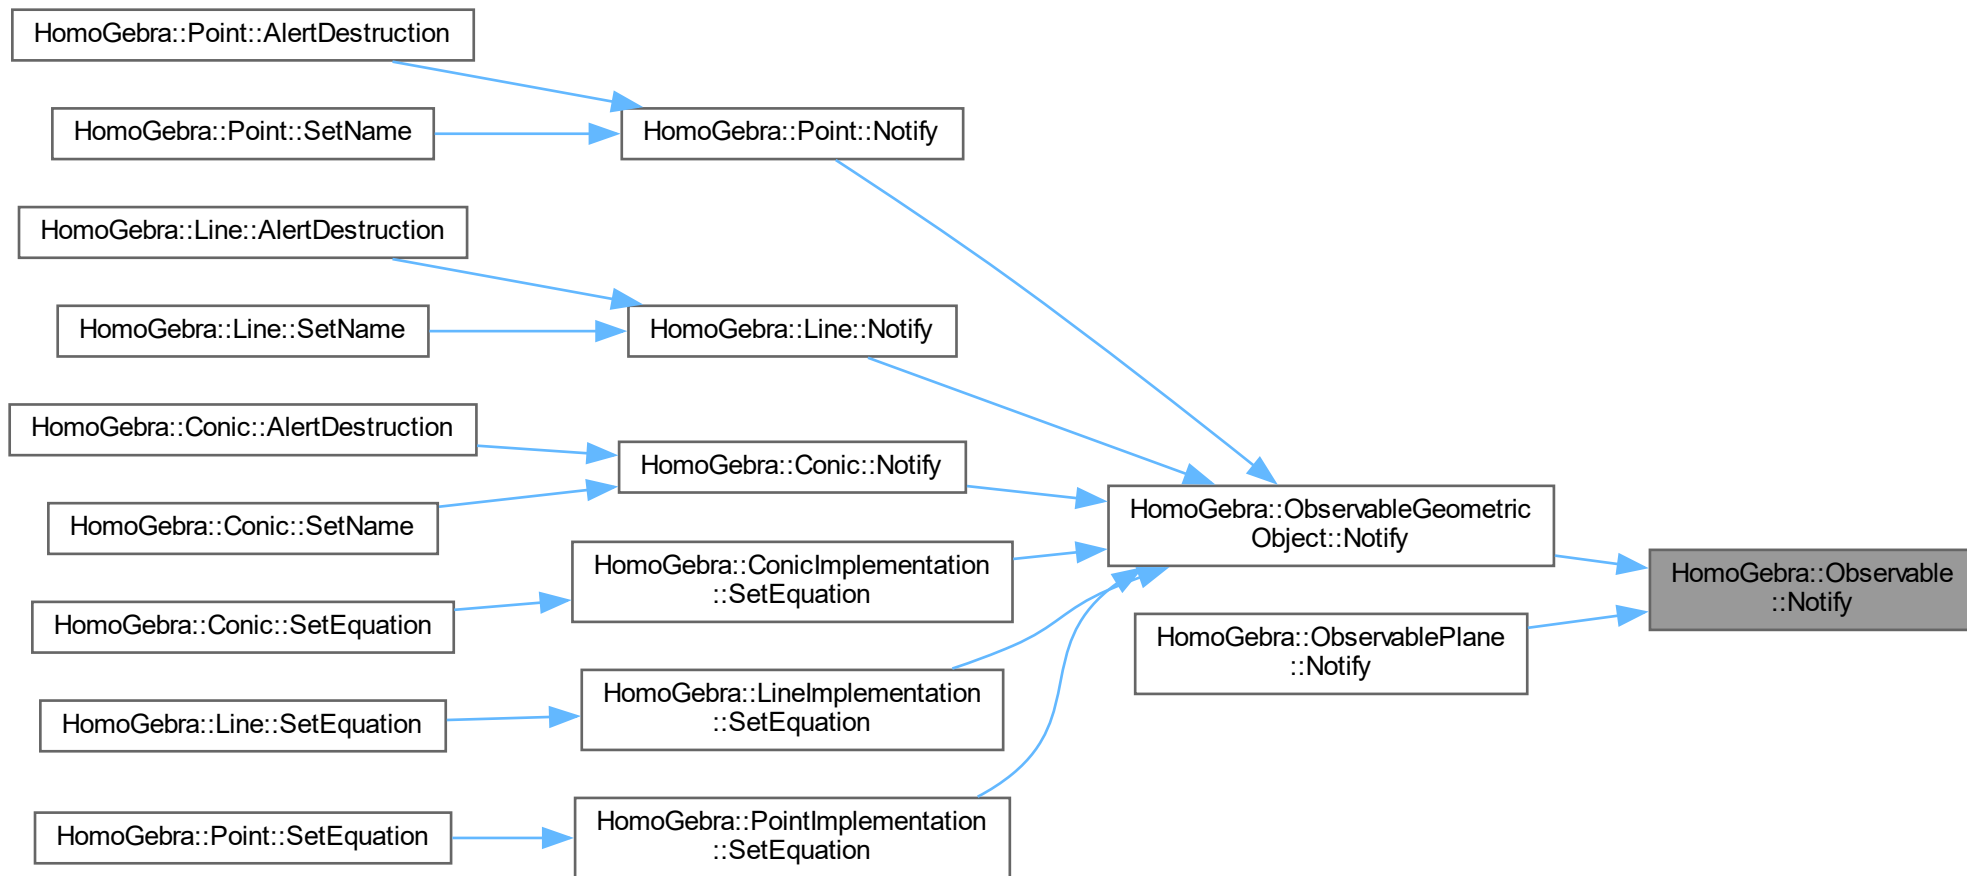 HomoGebra::Point::AlertDestruction
HomoGebra::Point::SetName
HomoGebra::Point::Notify
HomoGebra::Line::AlertDestruction
HomoGebra::Line::SetName
HomoGebra::Line::Notify
HomoGebra::Conic::AlertDestruction
HomoGebra::Conic::Notify
HomoGebra::Conic::SetName
HomoGebra::ObservableGeometric
Object::Notify
HomoGebra::ConicImplementation
::SetEquation
HomoGebra::Observable
::Notify
HomoGebra::Conic::SetEquation
HomoGebra::ObservablePlane
::Notify
HomoGebra::LineImplementation
::SetEquation
HomoGebra::Line::SetEquation
HomoGebra::PointImplementation
::SetEquation
HomoGebra::Point::SetEquation